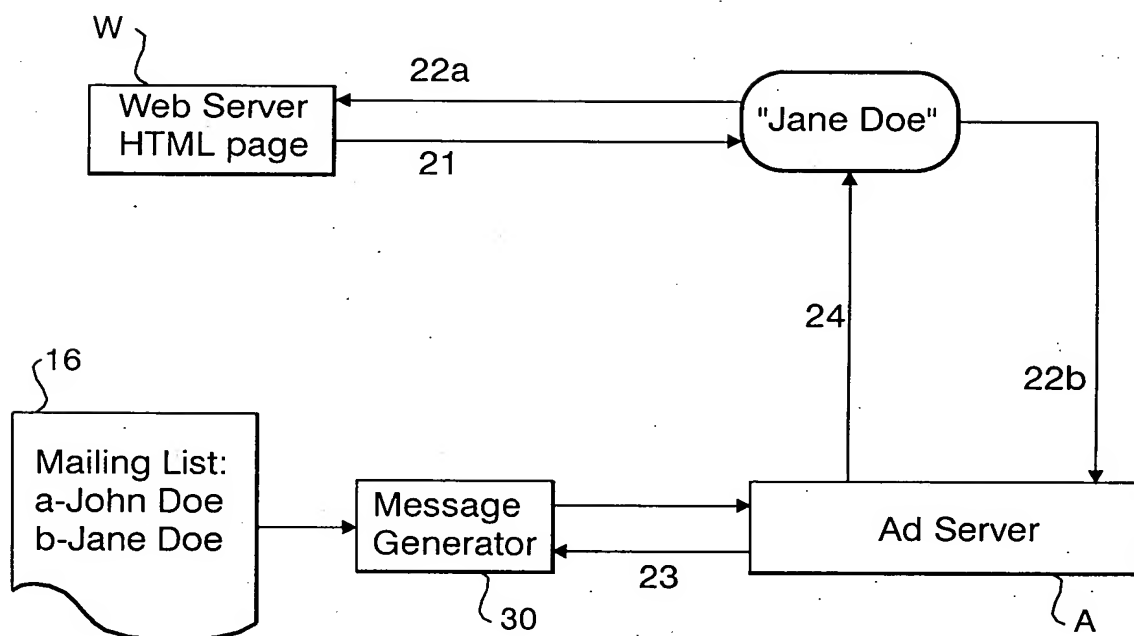 W
22a
Web Server
HTML page
"Jane Doe"
21
24
22b
16
Mailing List:
a-John Doe
b-Jane Doe
Message
Generator
Ad Server
23
30
A